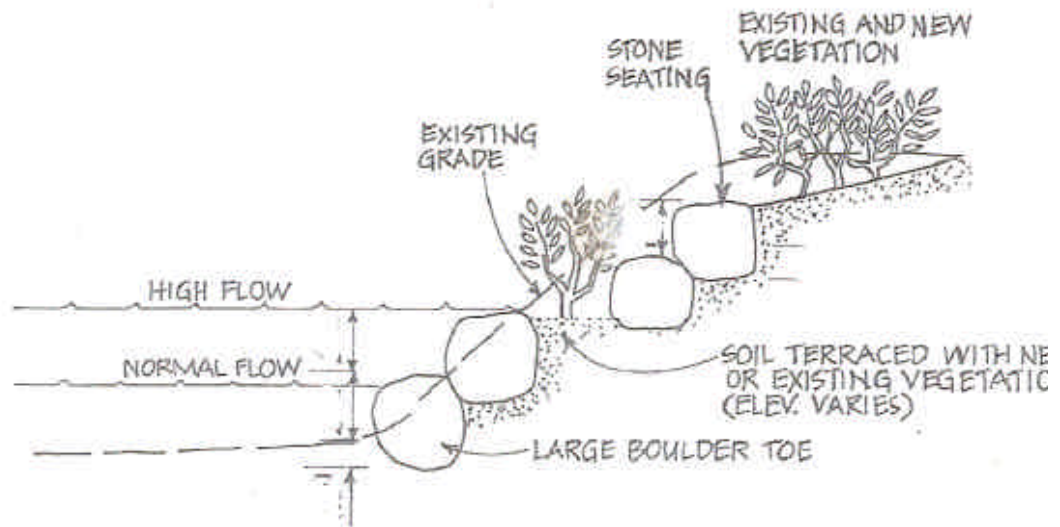 EXISTING AND NEW
VEGETATION
STONE
SEATING
EXISTING
GRADE
HIGH FLOW
NORMAL FLOW
SOIL TERRACED WITH NE
OR EXISTING VEGETATIO
(ELEV. VARIES)
LARGE BOULDER TOE